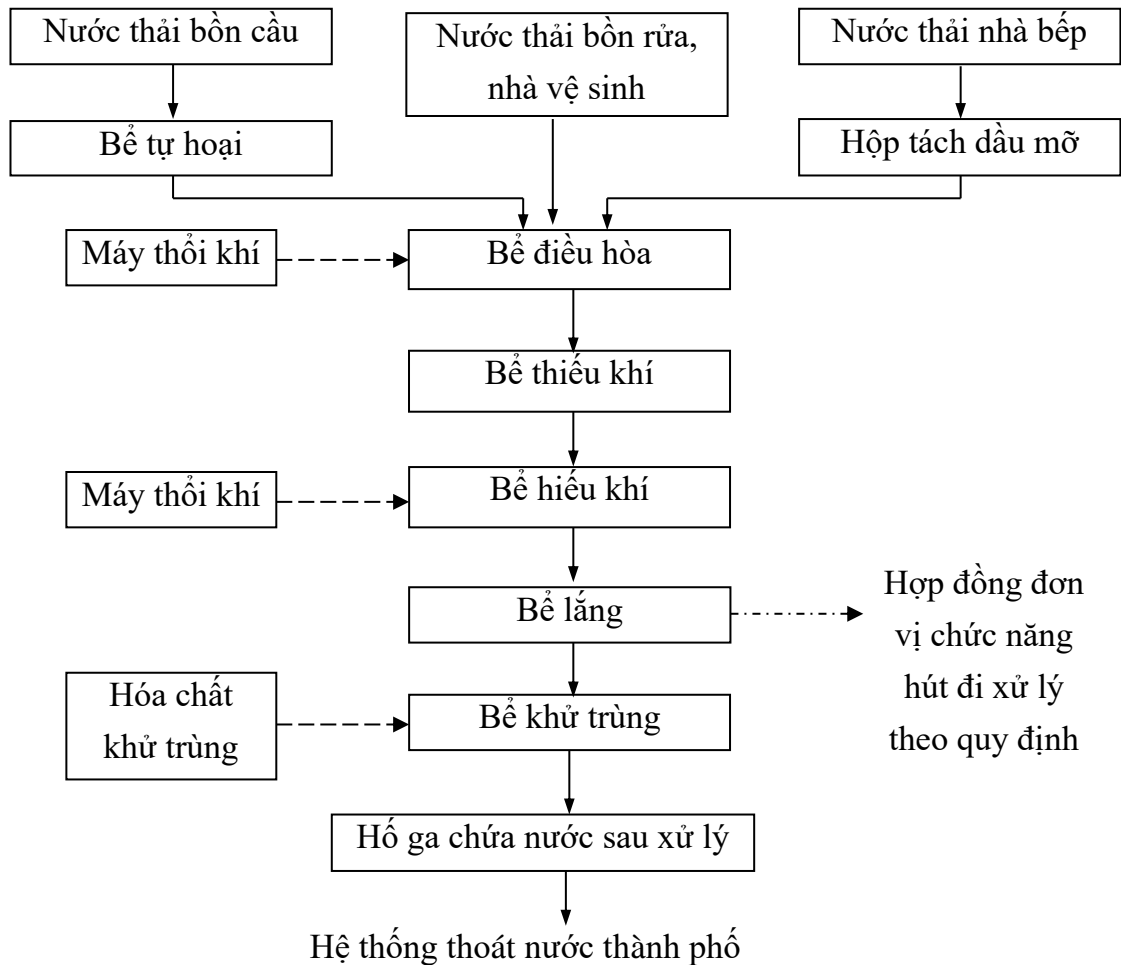 Nước thải bồn cầu
Nước thải bồn rửa,
nhà vệ sinh
Nước thải nhà bếp
Bể tự hoại
Hộp tách dầu mỡ
Máy thổi khí
Bể điều hòa
Bể thiếu khí
Máy thổi khí
Bể hiếu khí
Bể lắng
Hợp đồng đơn
vị chức năng
hút đi xử lý
theo quy định
Hóa chất
khử trùng
Bể khử trùng
Hố ga chứa nước sau xử lý
Hệ thống thoát nước thành phố